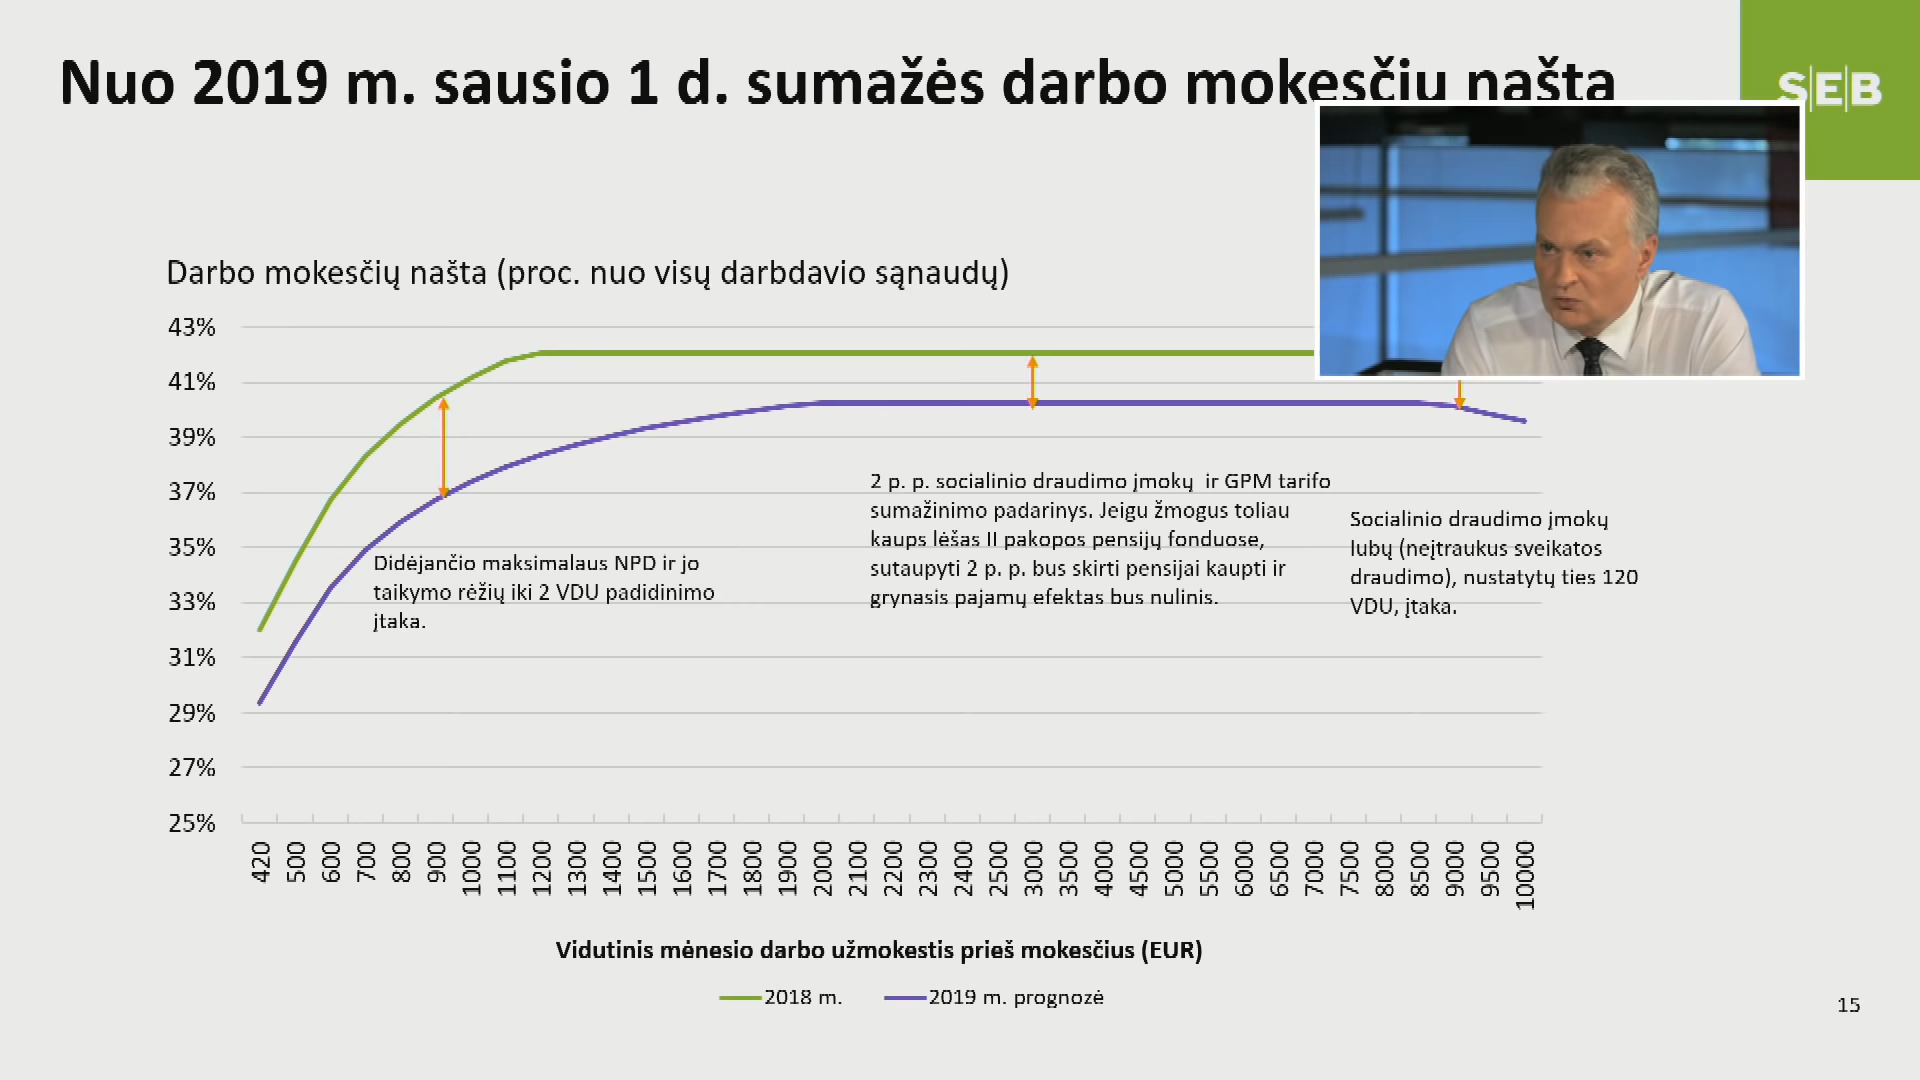 Nuo 2019 m. sausio 1 d. sumažės darbo mokesčių našta
S|E|B
Darbo mokesčių našta (proc. nuo visų darbdavio sąnaudų)
43%
41%
39%
37%
35%
33%
31%
29%
27%
25%
Didėjančio maksimalaus NPD ir jo
taikymo rėžių iki 2 VDU padidinimo
įtaka.
2 p. p. socialinio draudimo įmokų ir GPM tarifo
sumažinimo padarinys. Jeigu žmogus toliau
kaups lėšas II pakopos pensijų fonduose,
sutaupyti 2 p. p. bus skirti pensijai kaupti ir
grynasis pajamų efektas bus nulinis.
Socialinio draudimo įmokų
lubų (neįtraukus sveikatos
draudimo), nustatytų ties 120
VDU, įtaka.
420 500 600 700 800 900 1000 1100 1200 1300 1400 1500 1600 1700 1800 1900 2000 2100 2200 2300 2400 2500 3000 3500 4000 4500 5000 5500 6000 6500 7000 7500 8000 8500 9000 9500 10000
Vidutinis mėnesio darbo užmokestis prieš mokesčius (EUR)
2018 m. 2019 m. prognozė
15